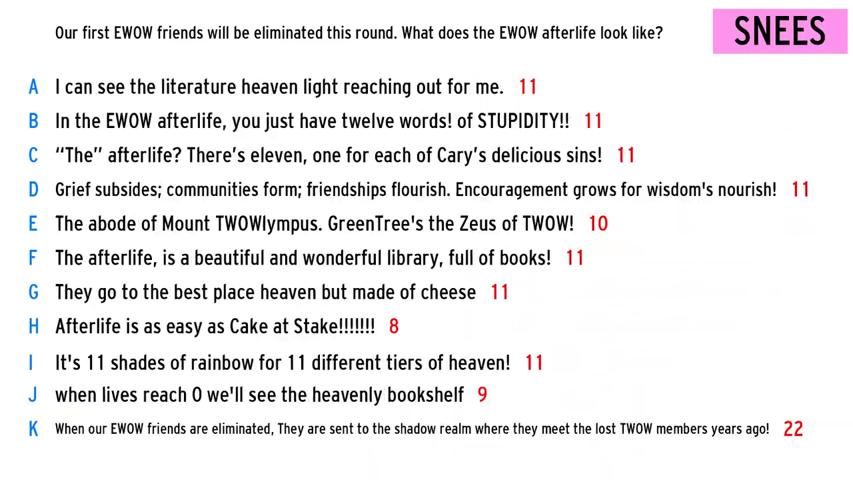 Our first EWOW friends will be eliminated this round. What does the EWOW afterlife look like?
SNEES
A I can see the literature heaven light reaching out for me. 11
B In the EWOW afterlife, you just have twelve words! of STUPIDITY!! 11
C “The” afterlife? There’s eleven, one for each of Cary’s delicious sins! 11
D Grief subsides; communities form; friendships flourish. Encouragement grows for wisdom's nourish! 11
E The abode of Mount TWOWlympus. GreenTree's the Zeus of TWOW! 10
F The afterlife, is a beautiful and wonderful library, full of books! 11
G They go to the best place heaven but made of cheese 11
H Afterlife is as easy as Cake at Stake!!!!!!! 8
I It's 11 shades of rainbow for 11 different tiers of heaven! 11
J when lives reach 0 we'll see the heavenly bookshelf 9
K When our EWOW friends are eliminated, They are sent to the shadow realm where they meet the lost TWOW members years ago! 22